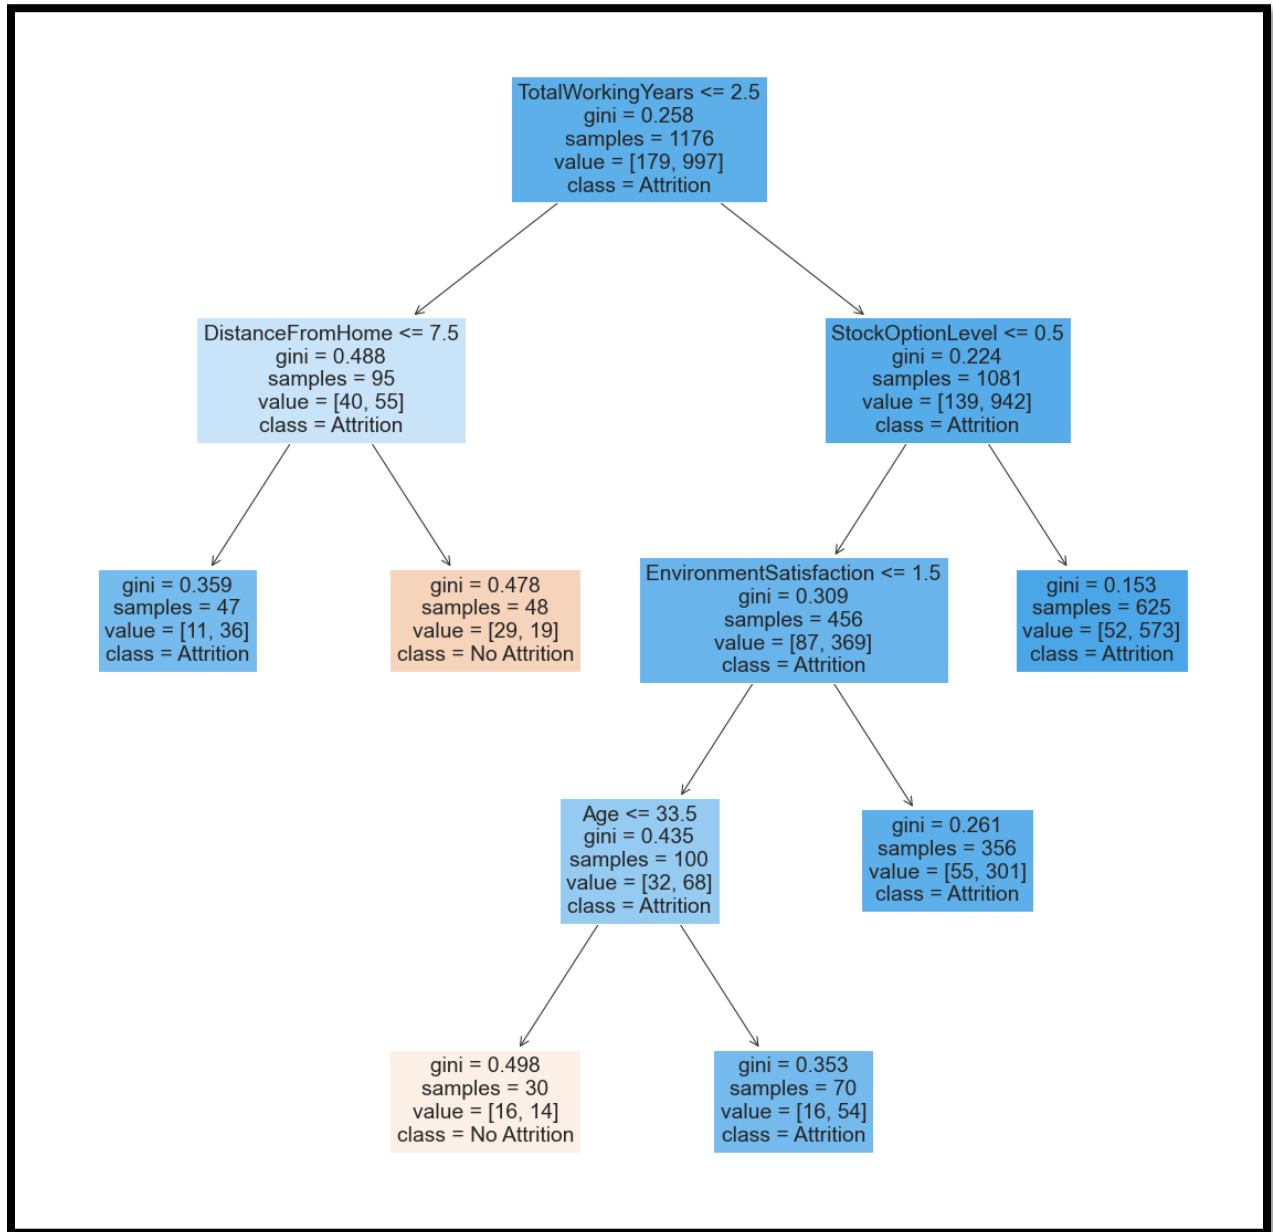 TotalWorkingYears <= 2.5
gini = 0.258
samples = 1176
value = [179, 997]
class = Attrition
DistanceFromHome <= 7.5
gini = 0.488
samples = 95
value = [40, 55]
class = Attrition
StockOptionLevel <= 0.5
gini = 0.224
samples = 1081
value = [139, 942]
class = Attrition
gini = 0.359
samples = 47
value = [11, 36]
class = Attrition
gini = 0.478
samples = 48
value = [29, 19]
class = No Attrition
EnvironmentSatisfaction <= 1.5
gini = 0.309
samples = 456
value = [87, 369]
class = Attrition
gini = 0.153
samples = 625
value = [52, 573]
class = Attrition
Age <= 33.5
gini = 0.435
samples = 100
value = [32, 68]
class = Attrition
gini = 0.261
samples = 356
value = [55, 301]
class = Attrition
gini = 0.498
samples = 30
value = [16, 14]
class = No Attrition
gini = 0.353
samples = 70
value = [16, 54]
class = Attrition